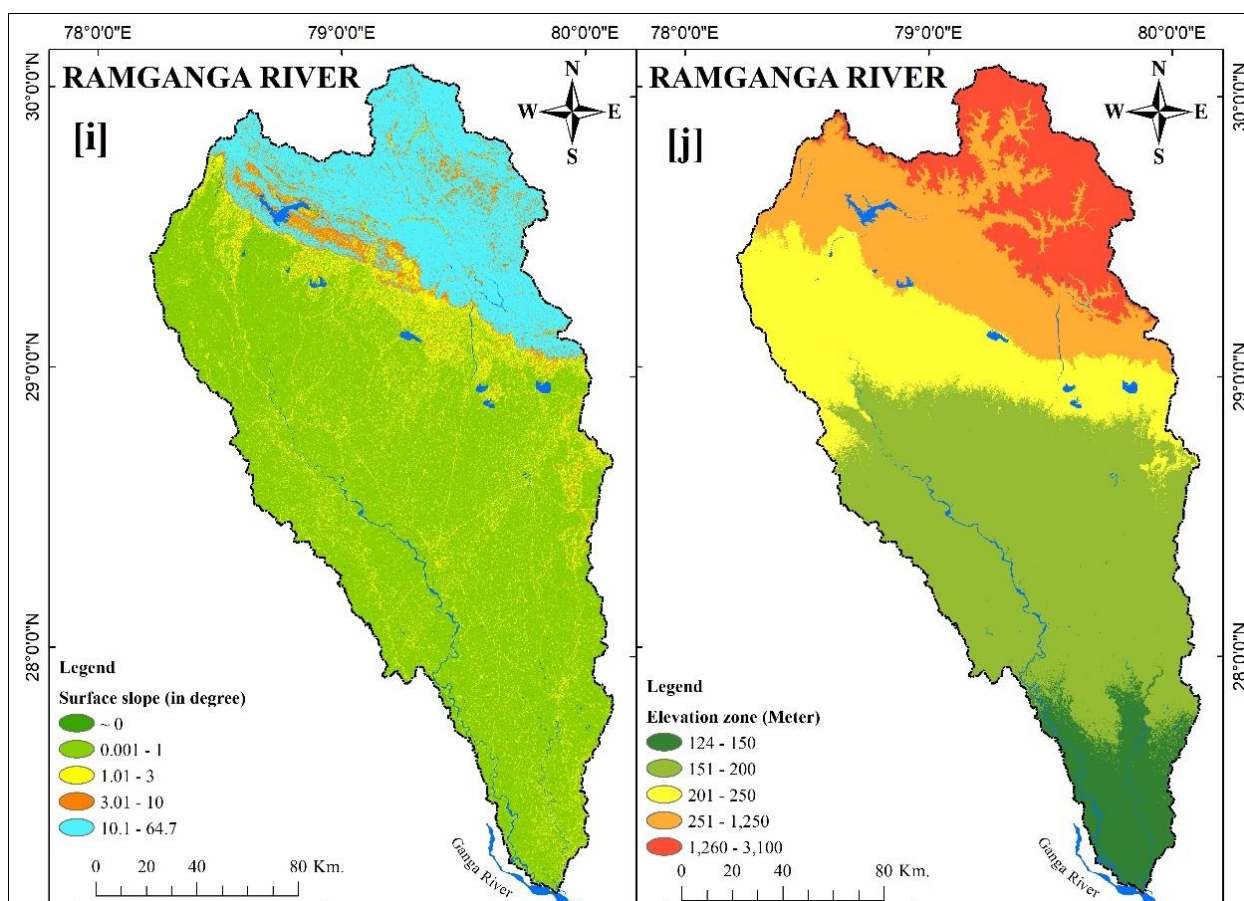 78°0'0"E
79°0'0"E
80°0'0"E
78°0'0"E
79°0'0"E
80°0'0"E
RAMGANGA RIVER
N
W
E
S
[i]
30°0'0"N
29°0'0"N
28°0'0"N
Legend
Surface slope (in degree)
~ 0
0.001 - 1
1.01 - 3
3.01 - 10
10.1 - 64.7
0 20 40 80 Km.
Ganga River
RAMGANGA RIVER
N
W
E
S
[j]
30°0'0"N
29°0'0"N
28°0'0"N
Legend
Elevation zone (Meter)
124 - 150
151 - 200
201 - 250
251 - 1,250
1,260 - 3,100
0 20 40 80 Km.
Ganga River